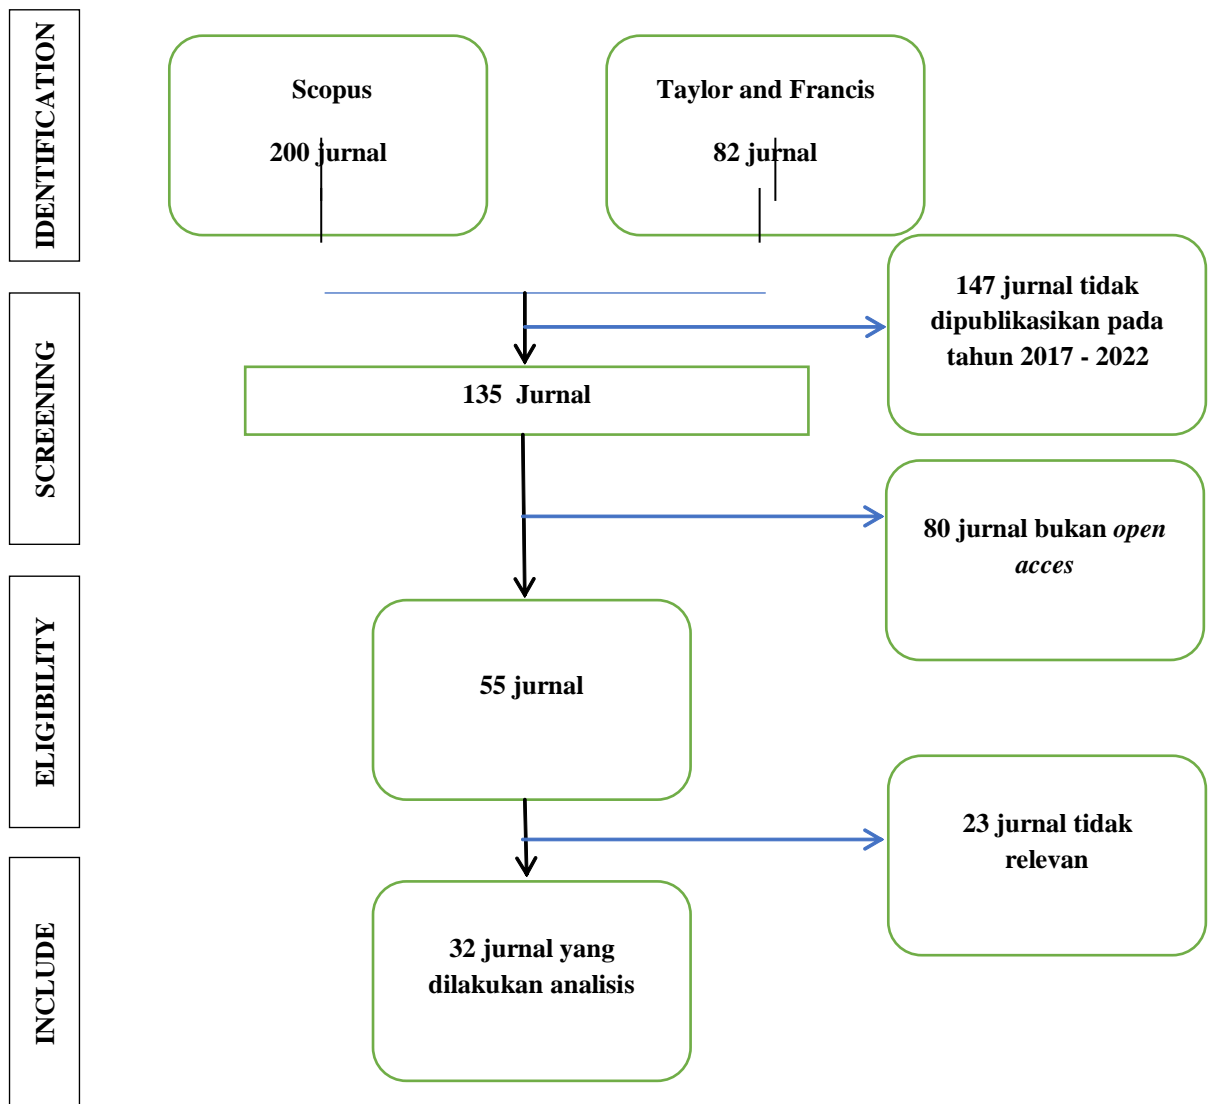 IDENTIFICATION
Scopus
200 jurnal
Taylor and Francis
82 jurnal
147 jurnal tidak
dipublikasikan pada
tahun 2017 - 2022
SCREENING
135 Jurnal
80 jurnal bukan open
acces
ELIGIBILITY
55 jurnal
23 jurnal tidak
relevan
INCLUDE
32 jurnal yang
dilakukan analisis